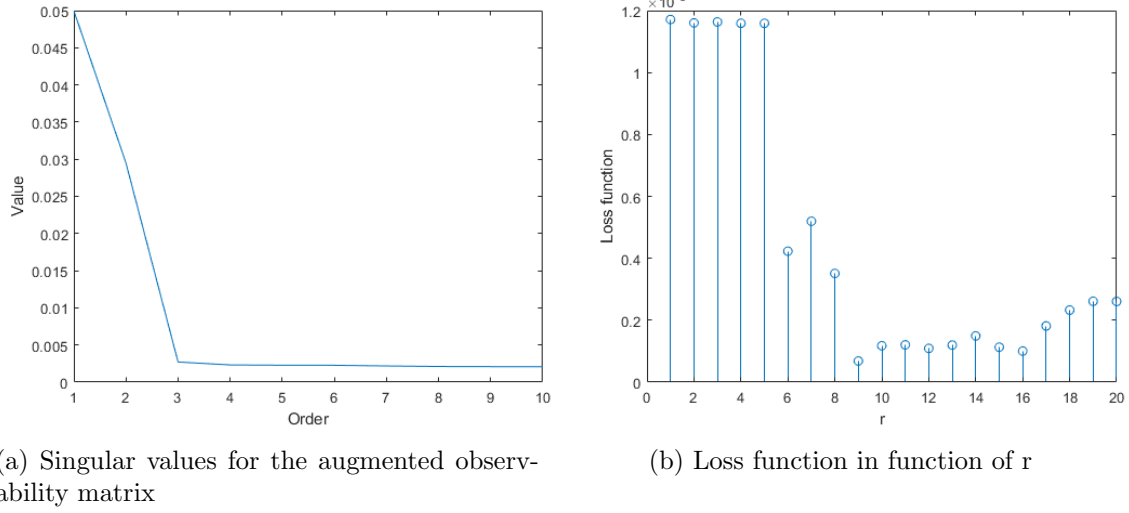 0.05
0.045
0.04
0.035
0.03
0.025
0.02
0.015
0.01
0.005
0
Value
1 2 3 4 5 6 7 8 9 10
Order
(a) Singular values for the augmented observ-
ability matrix
1.2
1
0.8
0.6
0.4
0.2
0
Loss function
0 2 4 6 8 10 12 14 16 18 20
r
(b) Loss function in function of r